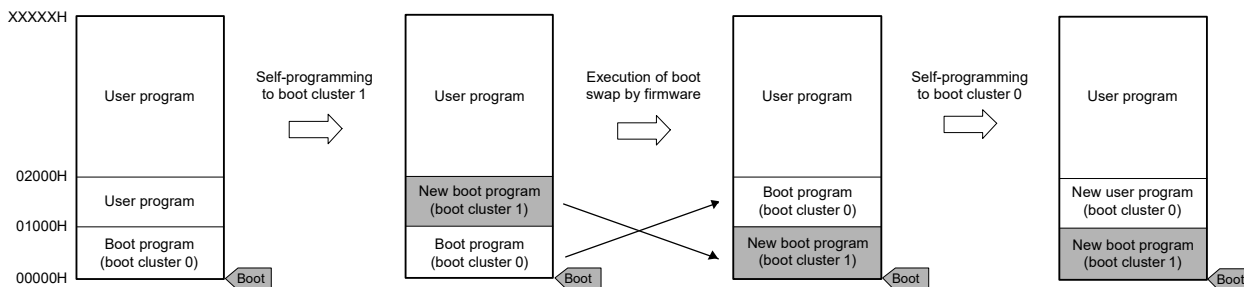 XXXXXH
User program
02000H
User program
01000H
Boot program
(boot cluster 0)
00000H
Boot
Self-programming
to boot cluster 1
User program
New boot program
(boot cluster 1)
Boot program
(boot cluster 0)
Boot
Execution of boot
swap by firmware
User program
Boot program
(boot cluster 0)
New boot program
(boot cluster 1)
Boot
Self-programming
to boot cluster 0
User program
New user program
(boot cluster 0)
New boot program
(boot cluster 1)
Boot